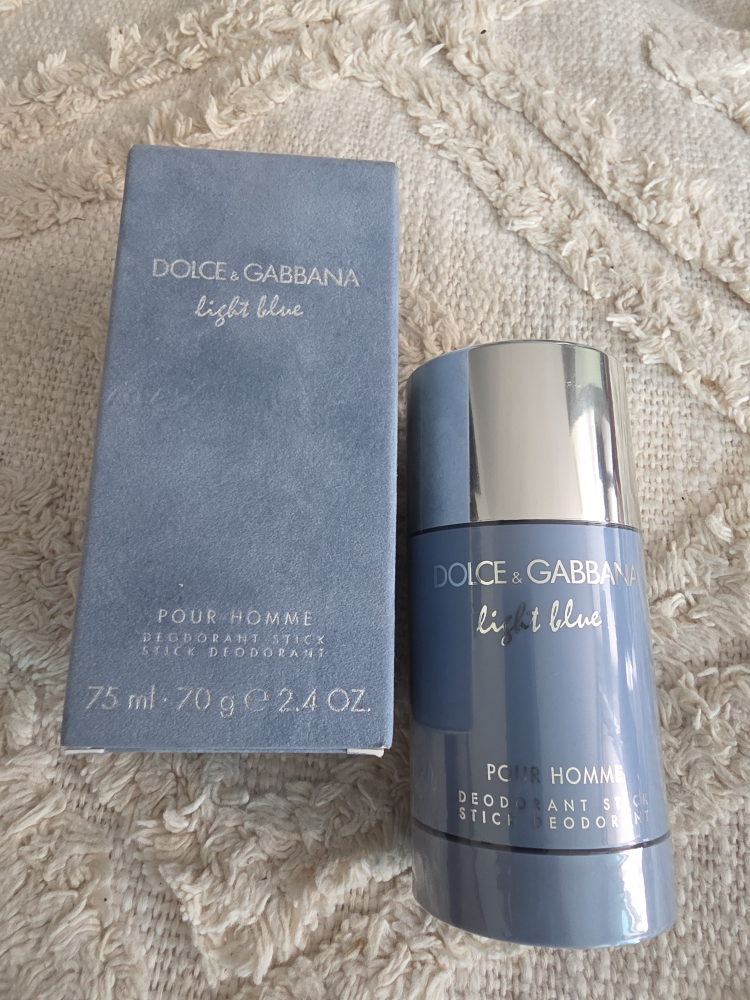 DOLCE & GABBANA
light blue
POUR HOMME
DEODORANT STICK
STICK DEODORANT
75 ml · 70 g ℮ 2.4 OZ.
DOLCE & GABBANA
light blue
POUR HOMME
DEODORANT STICK
STICK DEODORANT